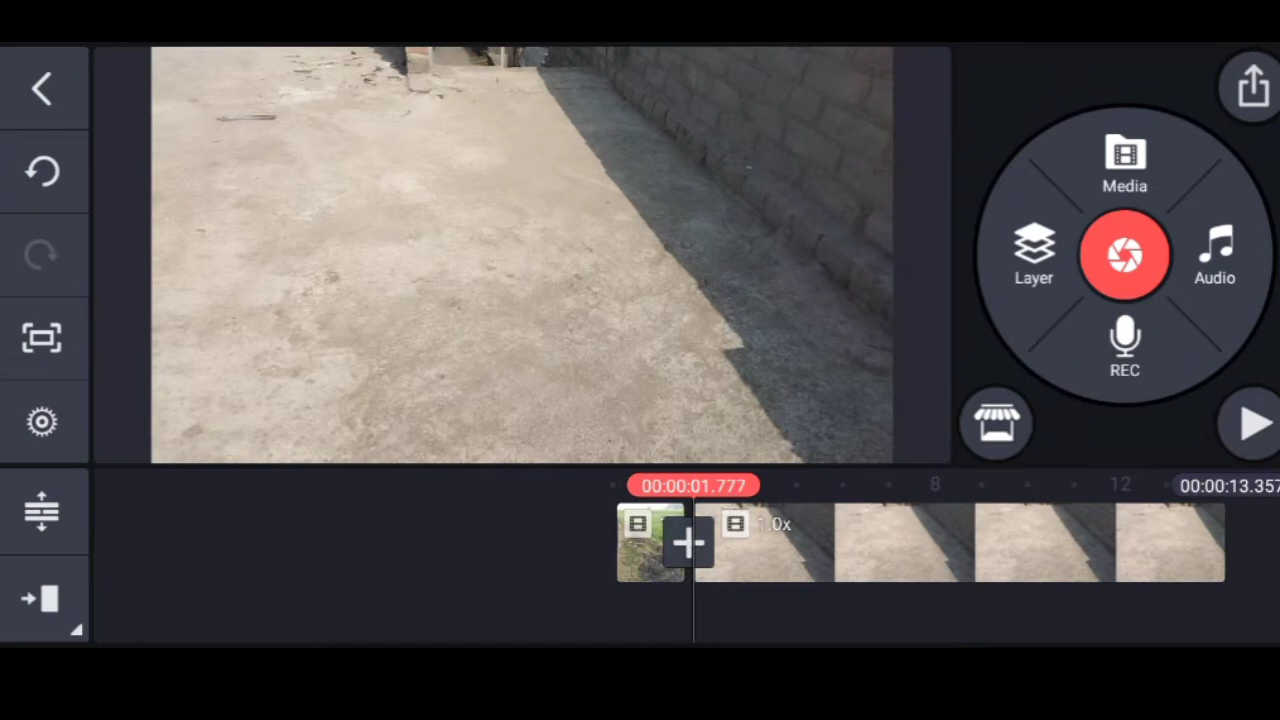 Media
Layer
Audio
REC
00:00:01.777
8
12
00:00:13.357
1.0x